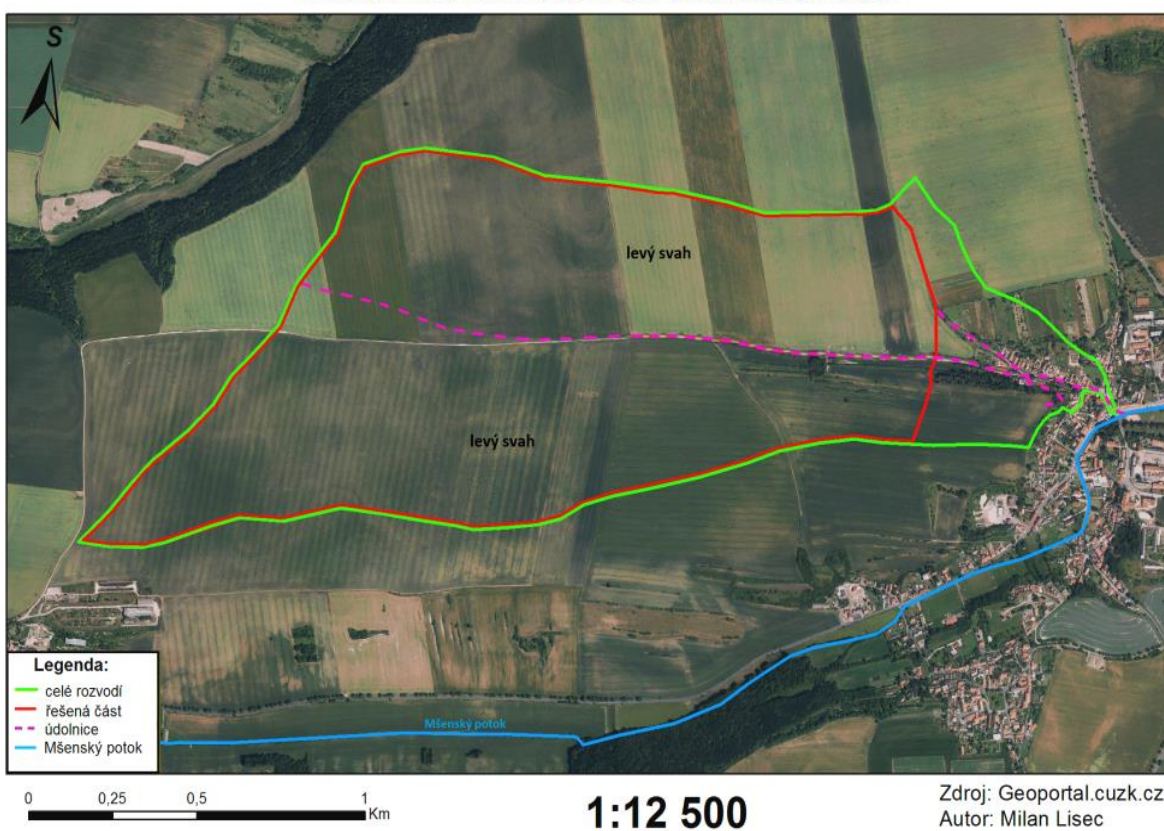 S
levý svah
levý svah
Mšenský potok
Legenda:
celé rozvodí
řešená část
údolnice
Mšenský potok
0 0,25 0,5 1
Km
1:12 500
Zdroj: Geoportal.cuzk.cz
Autor: Milan Lisec